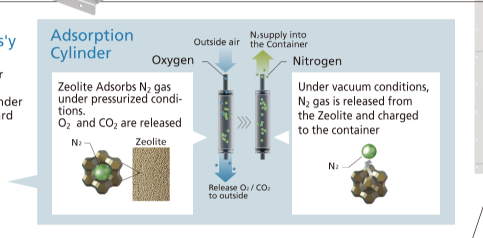 s'y
r
nder
rd
Adsorption
Cylinder
Outside air
N₂supply into
the Container
Oxygen
Nitrogen
Zeolite Adsorbs N₂ gas
under pressurized condi-
tions.
O₂ and CO₂ are released
N₂
Zeolite
Release O₂ / CO₂
to outside
Under vacuum conditions,
N₂ gas is released from
the Zeolite and charged
to the container
N₂